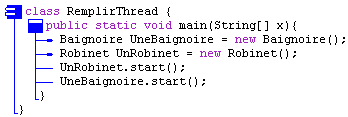 class RemplirThread {
public static void main(String[] x){
Baignoire UneBaignoire = new Baignoire();
Robinet UnRobinet = new Robinet();
UnRobinet.start();
UneBaignoire.start();
}
}